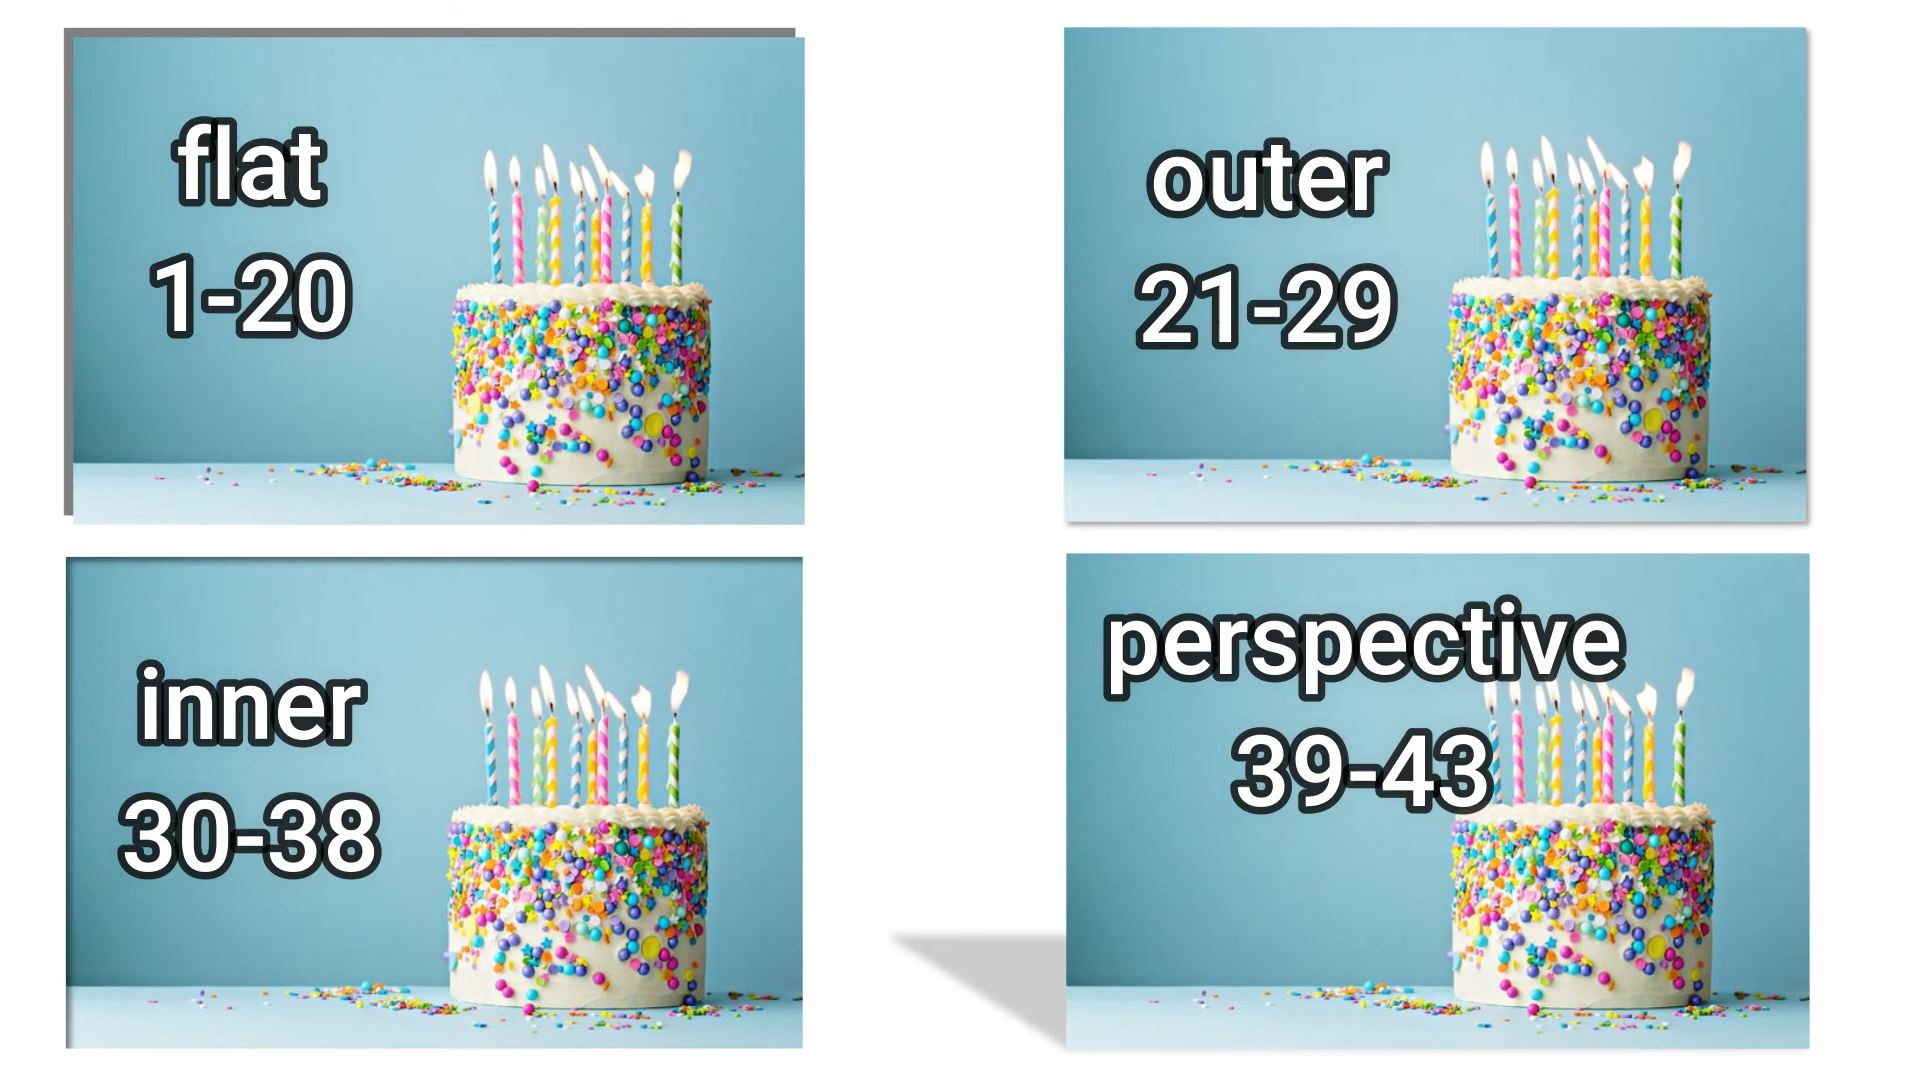 flat
1-20
outer
21-29
inner
30-38
perspective
39-43